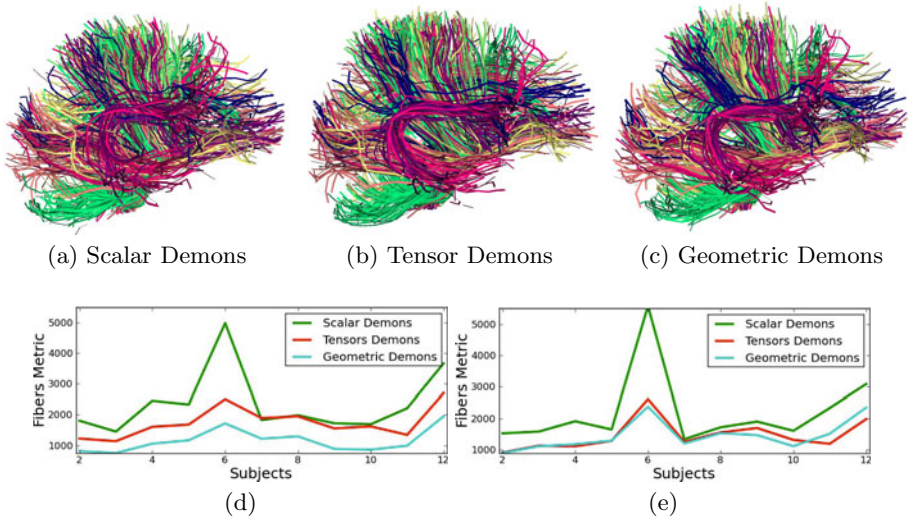 (a) Scalar Demons
(b) Tensor Demons
(c) Geometric Demons
Fibers Metric
5000
4000
3000
2000
1000
Scalar Demons
Tensors Demons
Geometric Demons
2
4
6
8
10
12
Subjects
(d)
Fibers Metric
5000
4000
3000
2000
1000
Scalar Demons
Tensors Demons
Geometric Demons
2
4
6
8
10
12
Subjects
(e)